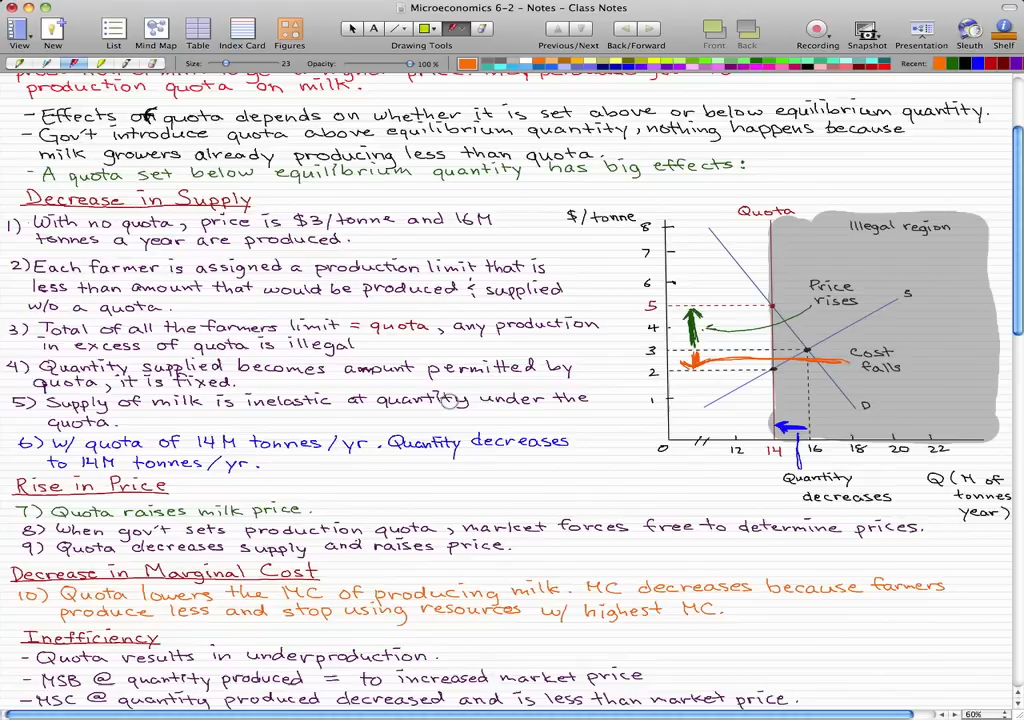 Microeconomics 6-2 - Notes - Class Notes
View New List Mind Map Table Index Card Figures Drawing Tools Previous/Next Back/Forward Front Back Recording Snapshot Presentation Sleuth Shelf
Size: 23 Opacity: 100 % Recent:
production quota on milk.
- Effects of quota depends on whether it is set above or below equilibrium quantity.
- Gov't introduce quota above equilibrium quantity, nothing happens because
milk growers already producing less than quota.
- A quota set below equilibrium quantity has big effects:
Decrease in Supply
1) With no quota, price is $3/tonne and 16M
tonnes a year are produced.
2) Each farmer is assigned a production limit that is
less than amount that would be produced & supplied
w/o a quota.
3) Total of all the farmers limit = quota, any production
in excess of quota is illegal
4) Quantity supplied becomes amount permitted by
quota, it is fixed.
5) Supply of milk is inelastic at quantity under the
quota.
6) w/ quota of 14M tonnes/yr. Quantity decreases
to 14M tonnes/yr.
Rise in Price
7) Quota raises milk price.
8) When gov't sets production quota, market forces free to determine prices.
9) Quota decreases supply and raises price.
Decrease in Marginal Cost
10) Quota lowers the MC of producing milk. MC decreases because farmers
produce less and stop using resources w/ highest MC.
Inefficiency
- Quota results in underproduction.
- MSB @ quantity produced = to increased market price
- MSC @ quantity produced decreased and is less than market price.
$/tonne
Quota
Illegal region
8
7
6
5
4
3
2
1
0
Price
rises
S
Cost
falls
D
12 14 16 18 20 22
Quantity
decreases
Q (M of
tonnes
year)
60%